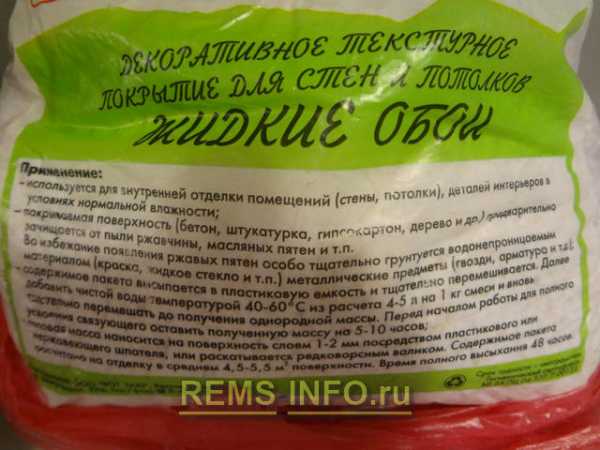 ДЕКОРАТИВНОЕ ТЕКСТУРНОЕ
ПОКРЫТИЕ ДЛЯ СТЕН И ПОТОЛКОВ
ЖИДКИЕ ОБОИ
Применение:
- используется для внутренней отделки помещений (стены, потолки), деталей интерьеров в
условиях нормальной влажности;
- покрываемая поверхность (бетон, штукатурка, гипсокартон, дерево и др.) предварительно
зачищается от пыли ржавчины, масляных пятен и т.п.
Во избежание появления ржавых пятен особо тщательно грунтуется водонепроницаемым
материалом (краска, жидкое стекло и т.п.) металлические предметы (гвозди, арматура и т.д.);
- содержимое пакета высыпается в пластиковую емкость и тщательно перемешивается. Далее
добавить чистой воды температурой 40-60°С из расчета 4-5 л на 1 кг смеси и вновь
тщательно перемешать до получения однородной массы. Перед началом работы для полного
усвоения связующего оставить полученную массу на 5-10 часов;
- готовая масса наносится на поверхность слоем 1-2 мм посредством пластикового или
нержавеющего шпателя, или раскатывается редковорсовым валиком. Содержимое пакета
рассчитано на отделку в среднем 4,5-5,5 м² поверхности. Время полного высыхания 48 часов.
REMS INFO.ru